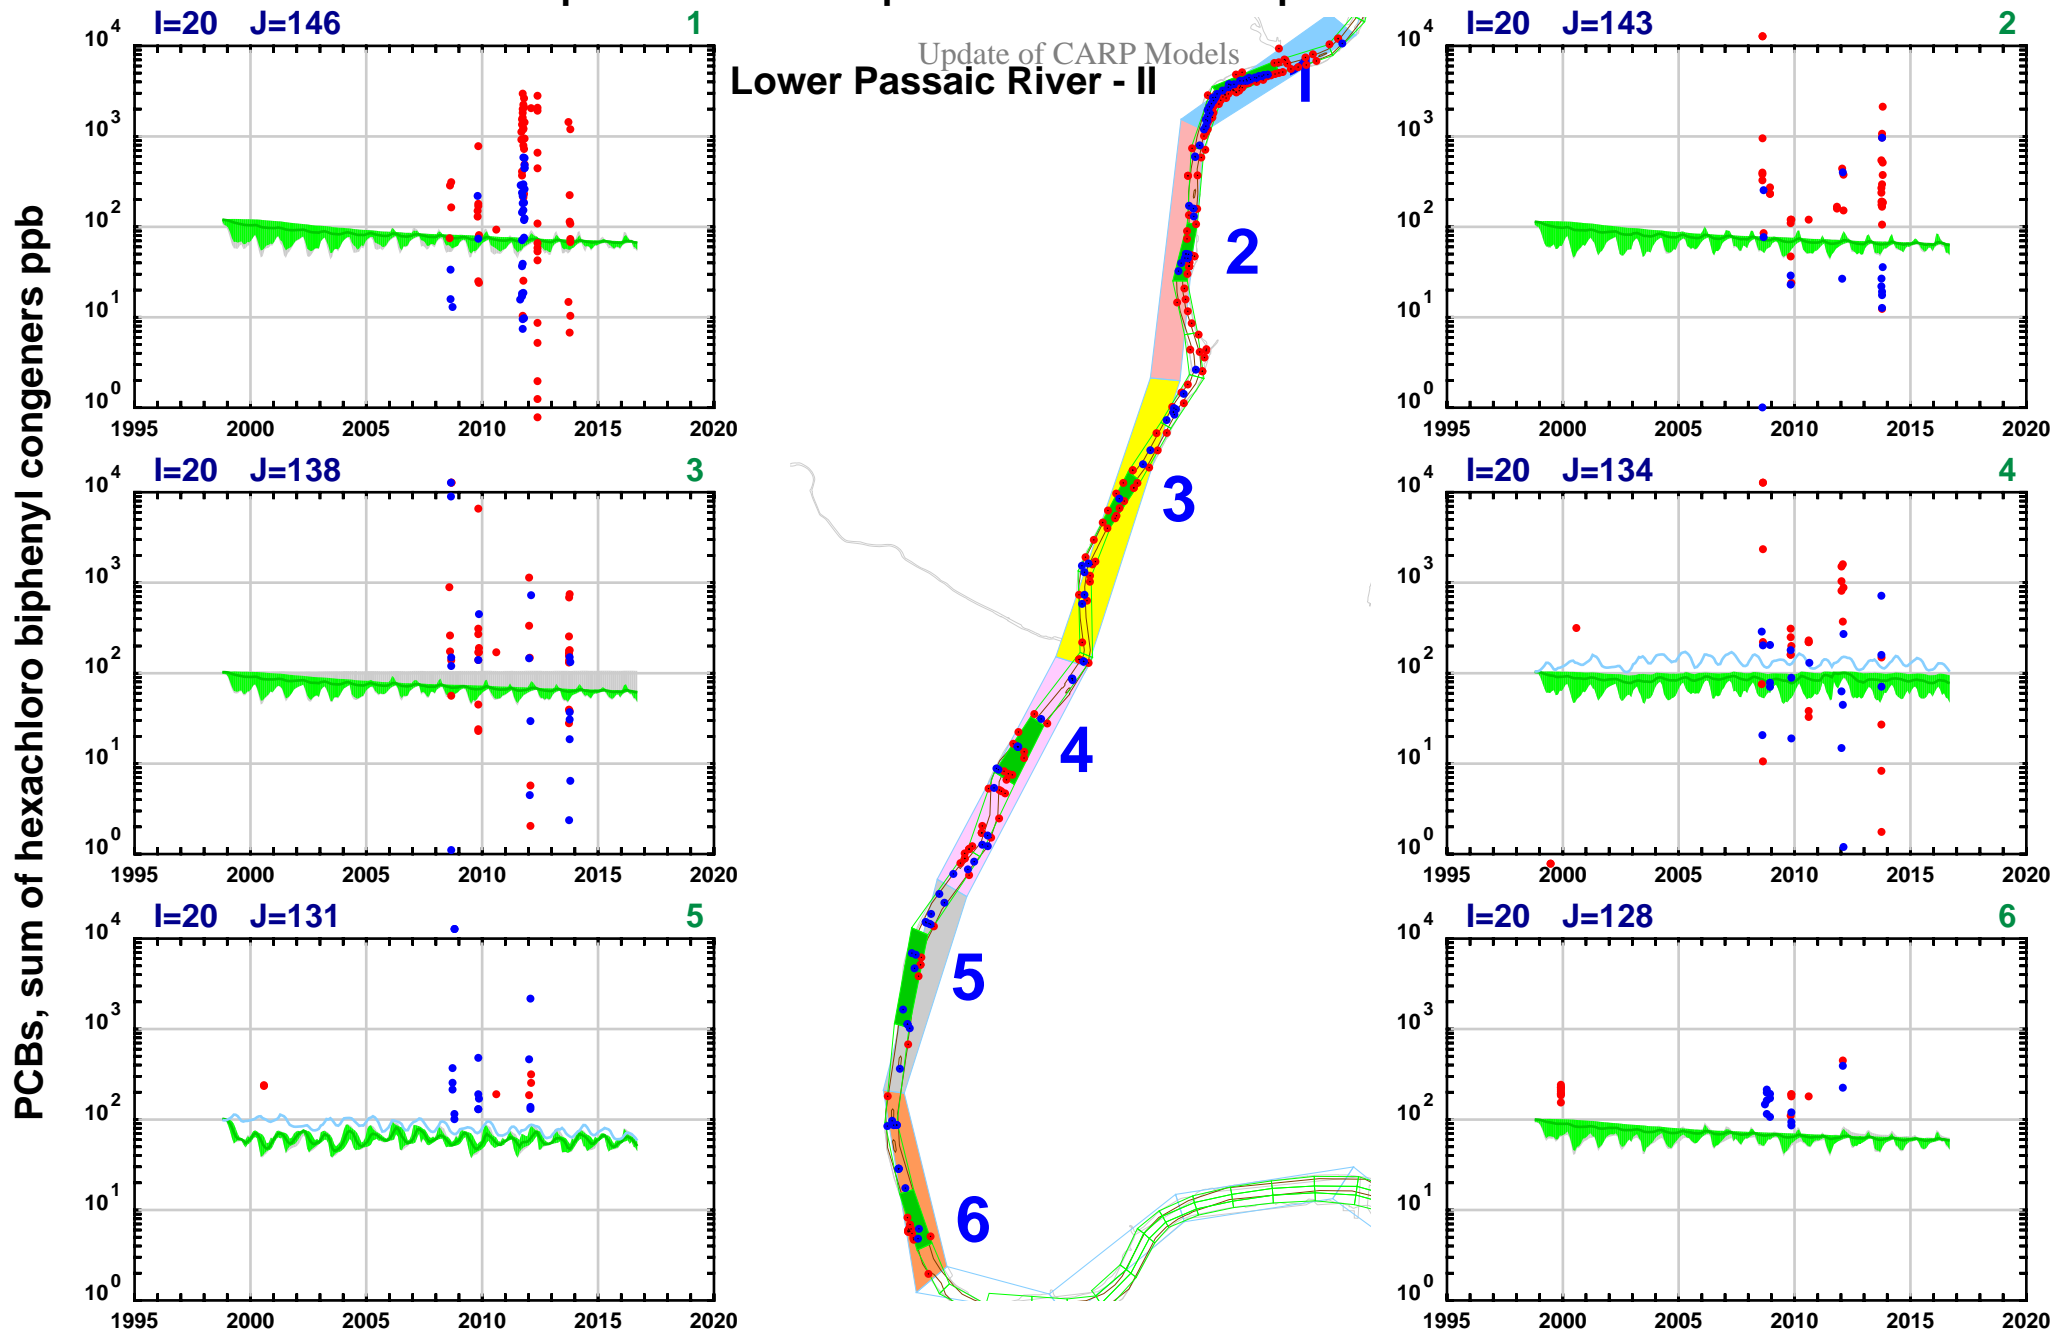 Update of CARP Models
Lower Passaic River - II
PCBs, sum of hexachloro biphenyl congeners ppb
I=20 J=146 1
10^4
10^3
10^2
10^1
10^0
1995 2000 2005 2010 2015 2020
I=20 J=143 2
10^4
10^3
10^2
10^1
10^0
1995 2000 2005 2010 2015 2020
I=20 J=138 3
10^4
10^3
10^2
10^1
10^0
1995 2000 2005 2010 2015 2020
I=20 J=134 4
10^4
10^3
10^2
10^1
10^0
1995 2000 2005 2010 2015 2020
I=20 J=131 5
10^4
10^3
10^2
10^1
10^0
1995 2000 2005 2010 2015 2020
I=20 J=128 6
10^4
10^3
10^2
10^1
10^0
1995 2000 2005 2010 2015 2020
1
2
3
4
5
6